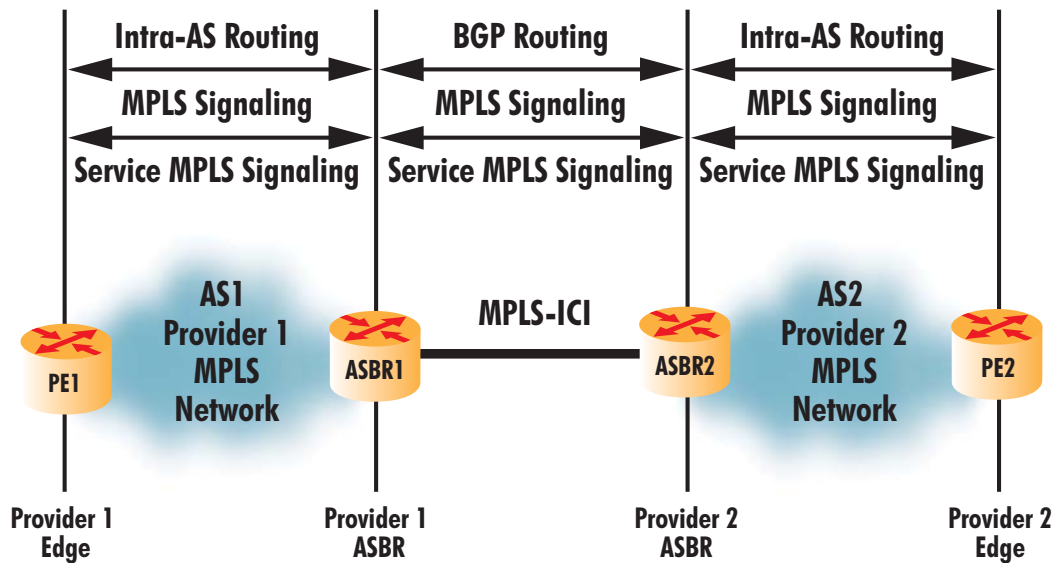 Intra-AS Routing
BGP Routing
Intra-AS Routing
MPLS Signaling
MPLS Signaling
MPLS Signaling
Service MPLS Signaling
Service MPLS Signaling
Service MPLS Signaling
AS1
Provider 1
MPLS
Network
MPLS-ICI
AS2
Provider 2
MPLS
Network
PE1
ASBR1
ASBR2
PE2
Provider 1
Edge
Provider 1
ASBR
Provider 2
ASBR
Provider 2
Edge